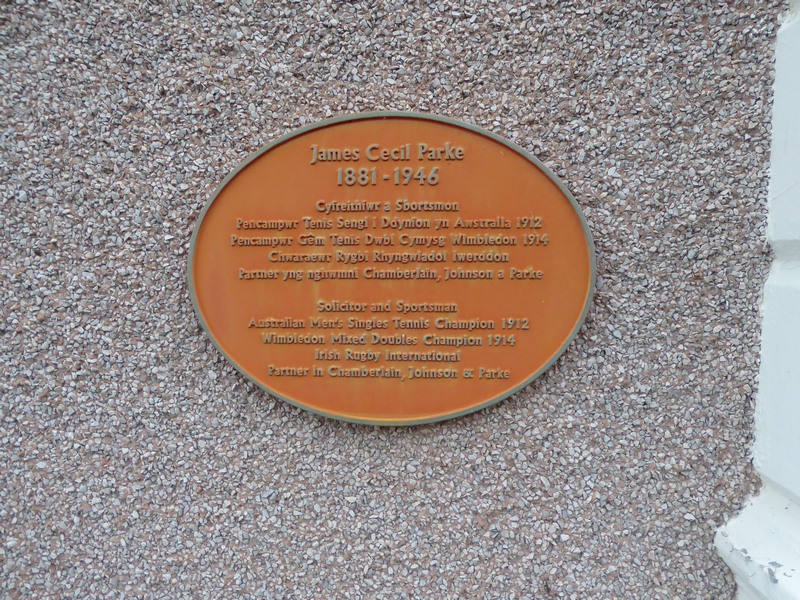 James Cecil Parke
1881 - 1946
Cyfreithiwr a Sbortsmon
Pencampwr Tenis Sengl i Ddynion yn Awstralia 1912
Pencampwr Gêm Tenis Dwbl Cymysg Wimbledon 1914
Chwaraewr Rygbi Rhyngwladol Iwerddon
Partner yng nghwmni Chamberlain, Johnson a Parke
Solicitor and Sportsman
Australian Men's Singles Tennis Champion 1912
Wimbledon Mixed Doubles Champion 1914
Irish Rugby International
Partner in Chamberlain, Johnson & Parke